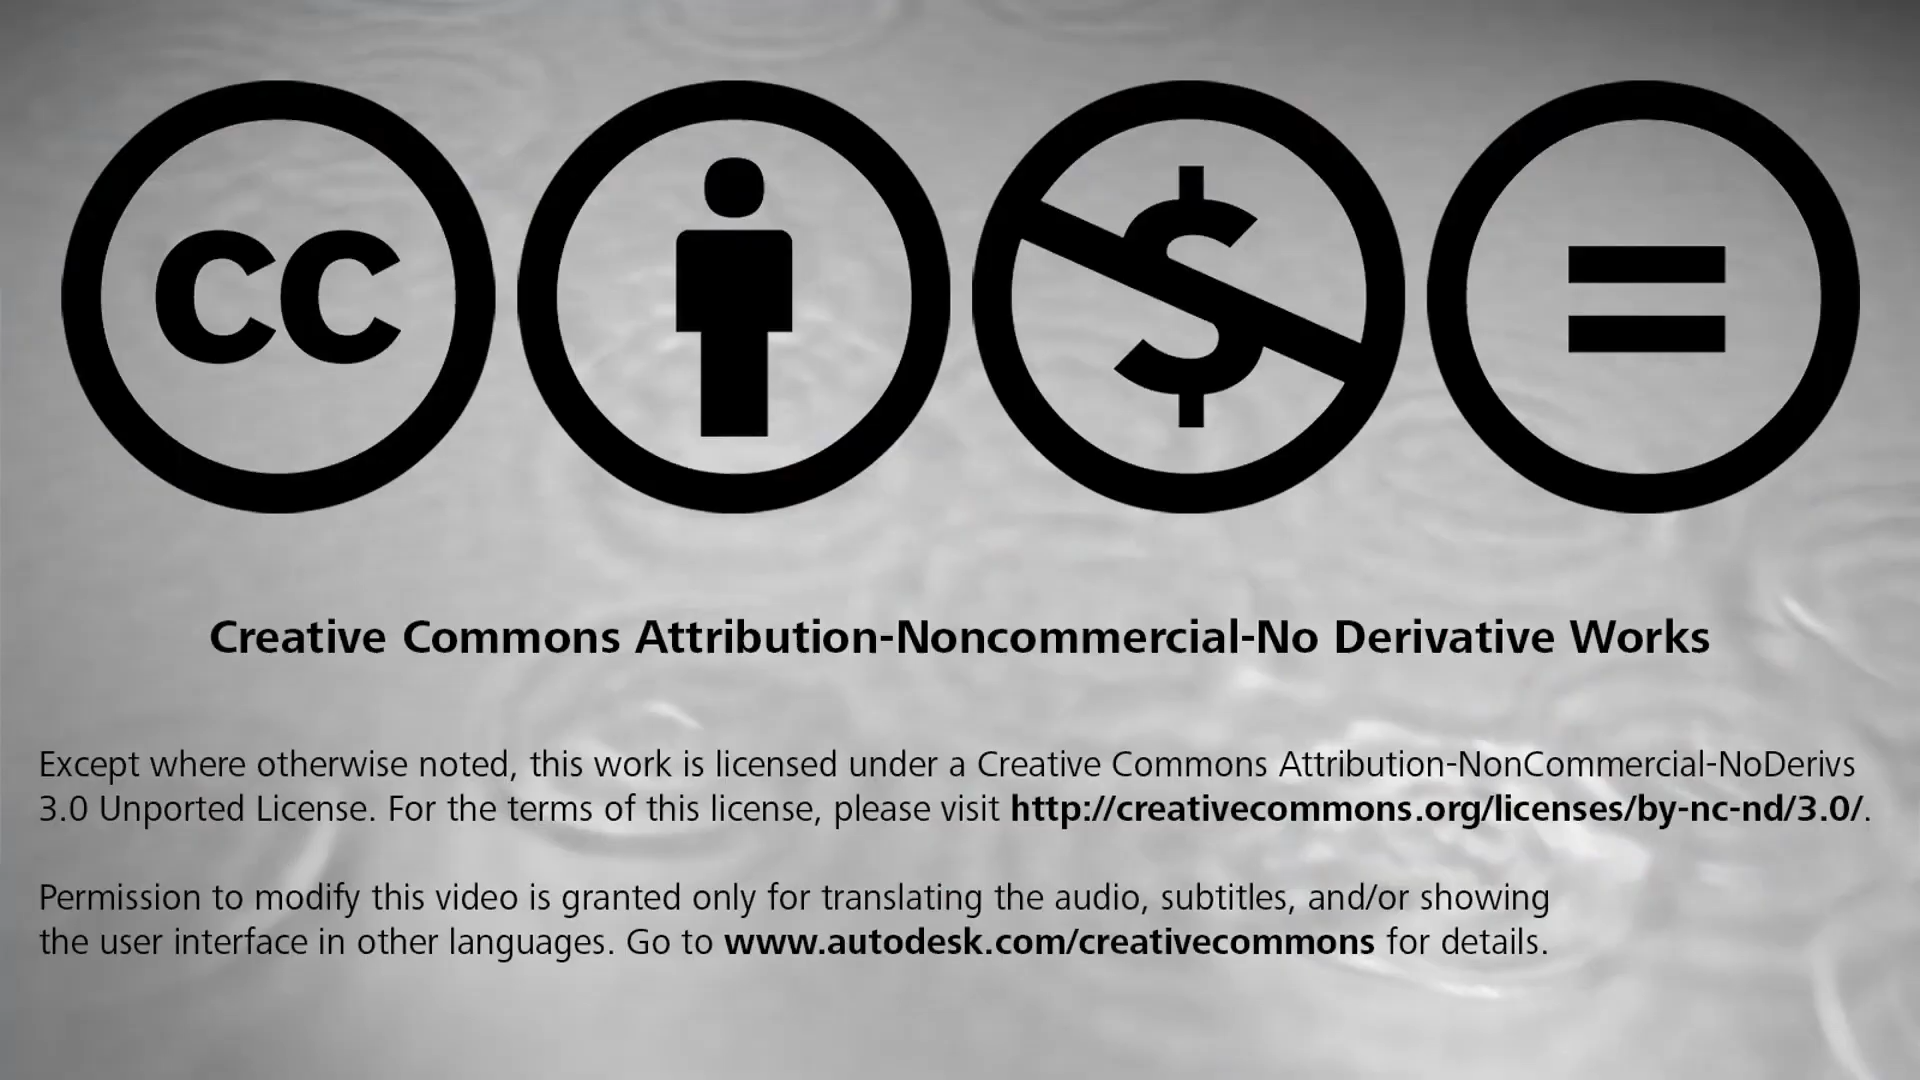 cc
$
=
Creative Commons Attribution-Noncommercial-No Derivative Works
Except where otherwise noted, this work is licensed under a Creative Commons Attribution-NonCommercial-NoDerivs
3.0 Unported License. For the terms of this license, please visit http://creativecommons.org/licenses/by-nc-nd/3.0/.
Permission to modify this video is granted only for translating the audio, subtitles, and/or showing
the user interface in other languages. Go to www.autodesk.com/creativecommons for details.